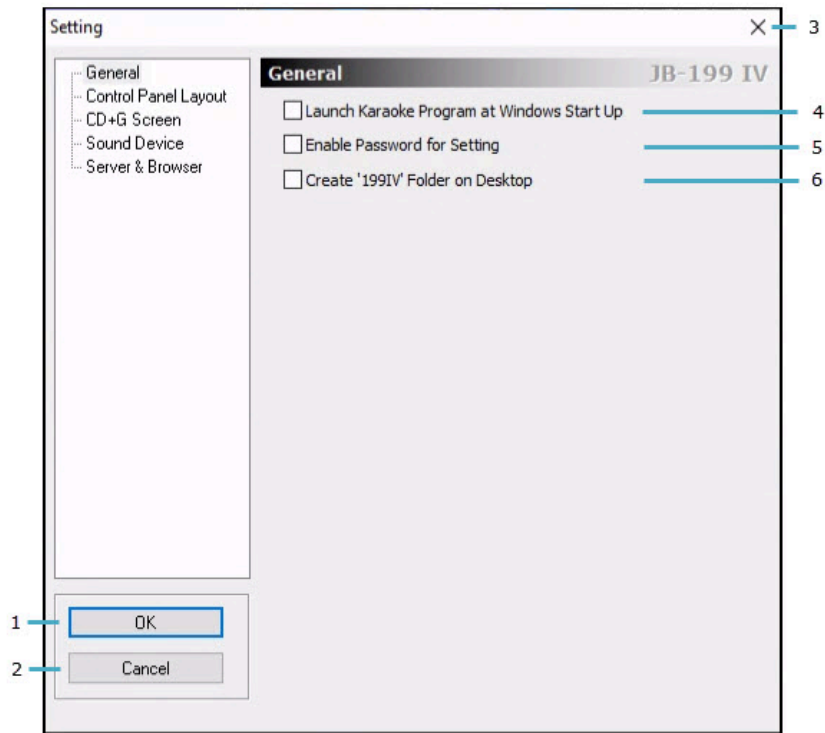 Setting
3
General
Control Panel Layout
CD+G Screen
Sound Device
Server & Browser
General JB-199 IV
Launch Karaoke Program at Windows Start Up 4
Enable Password for Setting 5
Create '199IV' Folder on Desktop 6
1 OK
2 Cancel